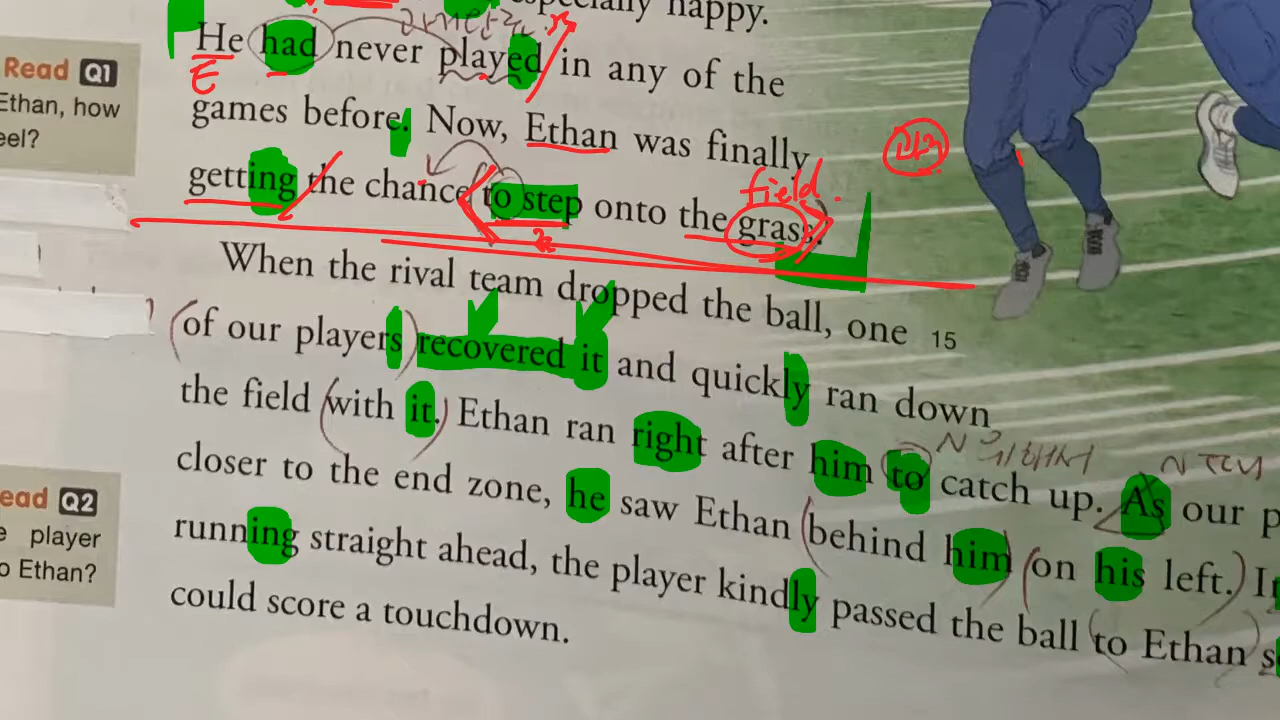 especially happy.
He had never played in any of the
E
games before. Now, Ethan was finally
field
getting the chance to step onto the grass.
When the rival team dropped the ball, one 15
of our players recovered it and quickly ran down
the field with it. Ethan ran right after him to catch up. As our p
closer to the end zone, he saw Ethan behind him on his left. I
running straight ahead, the player kindly passed the ball to Ethan s
could score a touchdown.
Read Q1
Ethan, how
eel?
ead Q2
e player
o Ethan?